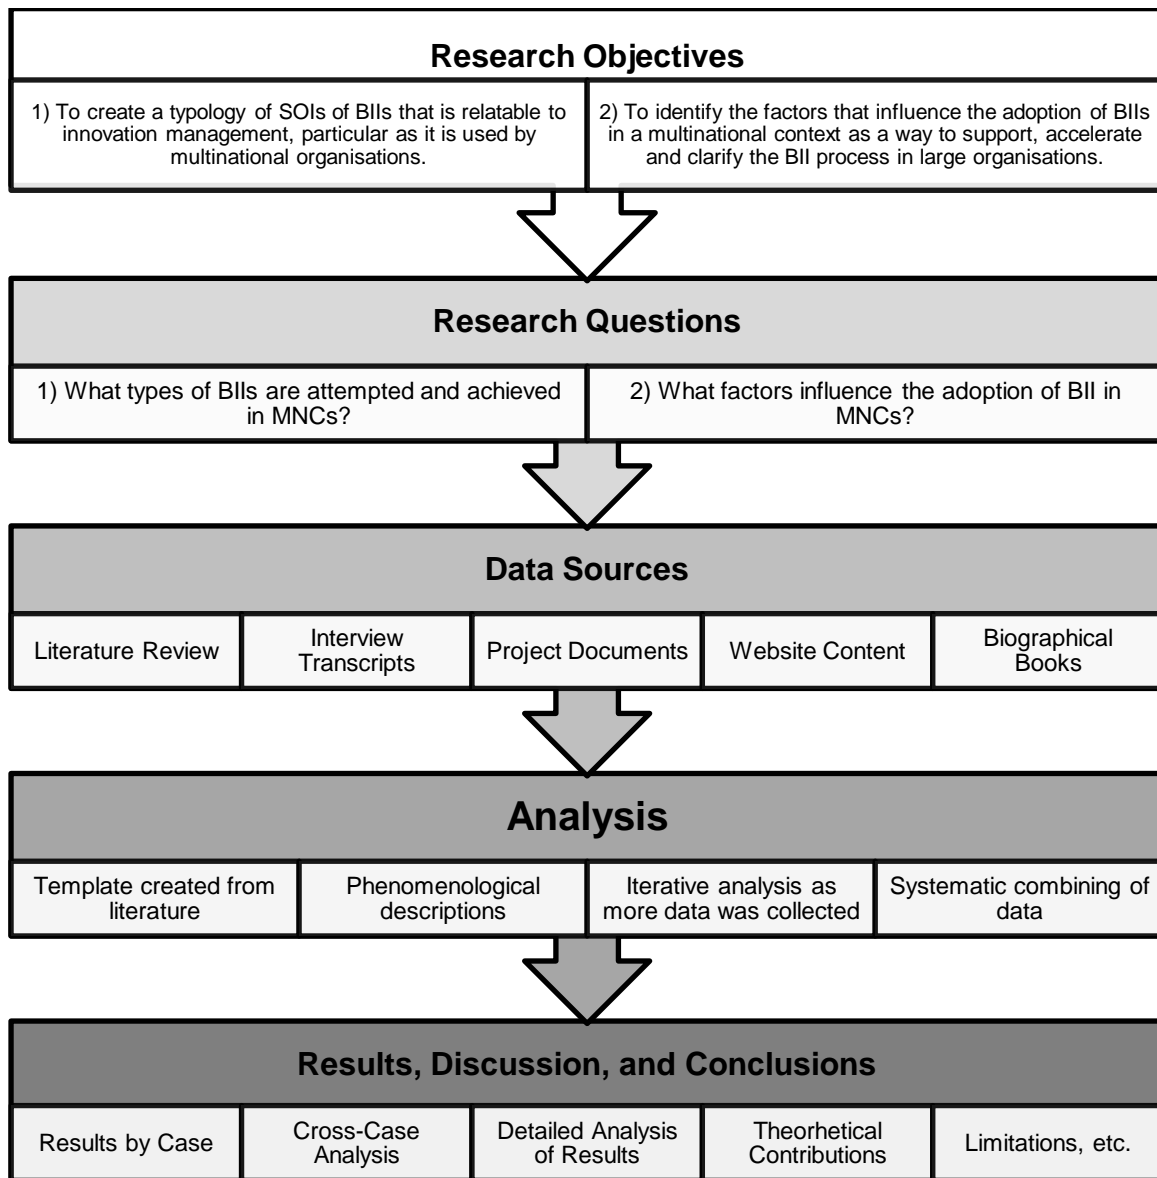 Research Objectives
1) To create a typology of SOIs of BIIs that is relatable to
innovation management, particular as it is used by
multinational organisations.
2) To identify the factors that influence the adoption of BIIs
in a multinational context as a way to support, accelerate
and clarify the BII process in large organisations.
Research Questions
1) What types of BIIs are attempted and achieved
in MNCs?
2) What factors influence the adoption of BII in
MNCs?
Data Sources
Literature Review
Interview
Transcripts
Project Documents
Website Content
Biographical
Books
Analysis
Template created from
literature
Phenomenological
descriptions
Iterative analysis as
more data was collected
Systematic combining of
data
Results, Discussion, and Conclusions
Results by Case
Cross-Case
Analysis
Detailed Analysis
of Results
Theorhetical
Contributions
Limitations, etc.